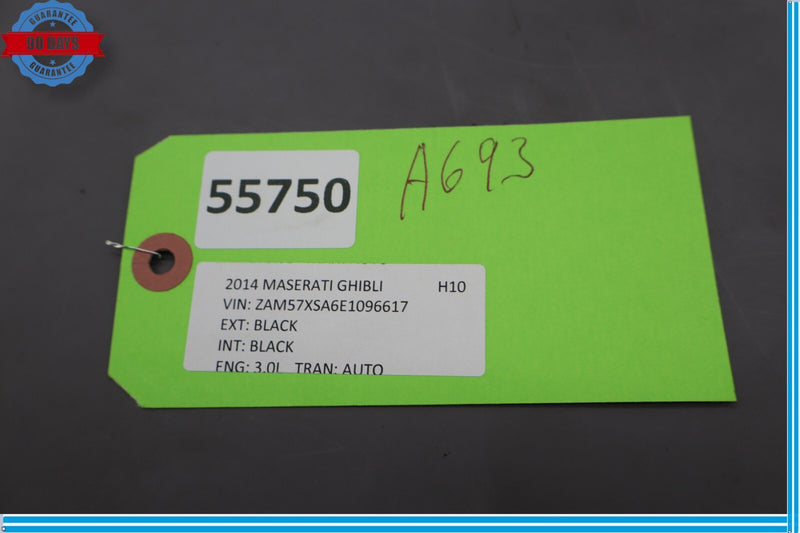 GUARANTEE
90 DAYS
GUARANTEE
A693
55750
2014 MASERATI GHIBLI H10
VIN: ZAM57XSA6E1096617
EXT: BLACK
INT: BLACK
ENG: 3.0L TRAN: AUTO